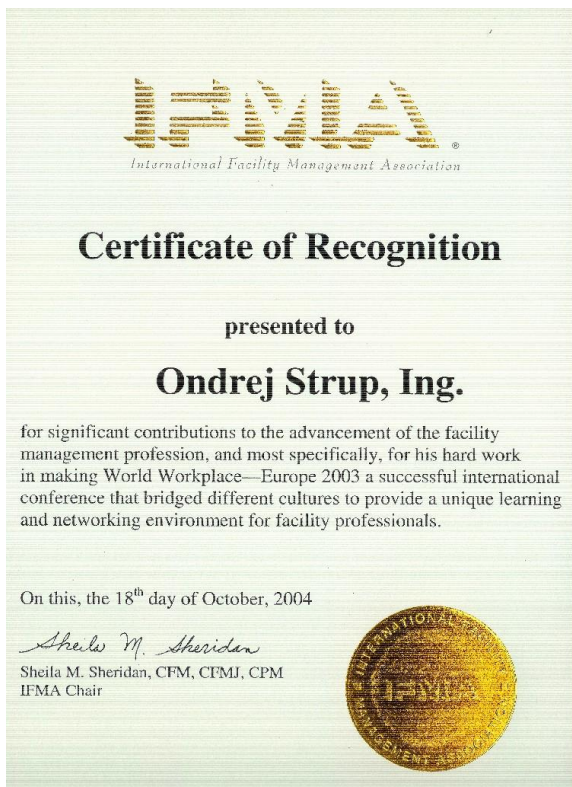 IFMA®
International Facility Management Association
Certificate of Recognition
presented to
Ondrej Strup, Ing.
for significant contributions to the advancement of the facility
management profession, and most specifically, for his hard work
in making World Workplace—Europe 2003 a successful international
conference that bridged different cultures to provide a unique learning
and networking environment for facility professionals.
On this, the 18th day of October, 2004
Sheila M. Sheridan
Sheila M. Sheridan, CFM, CFMJ, CPM
IFMA Chair
INTERNATIONAL
IFMA
MANAGEMENT